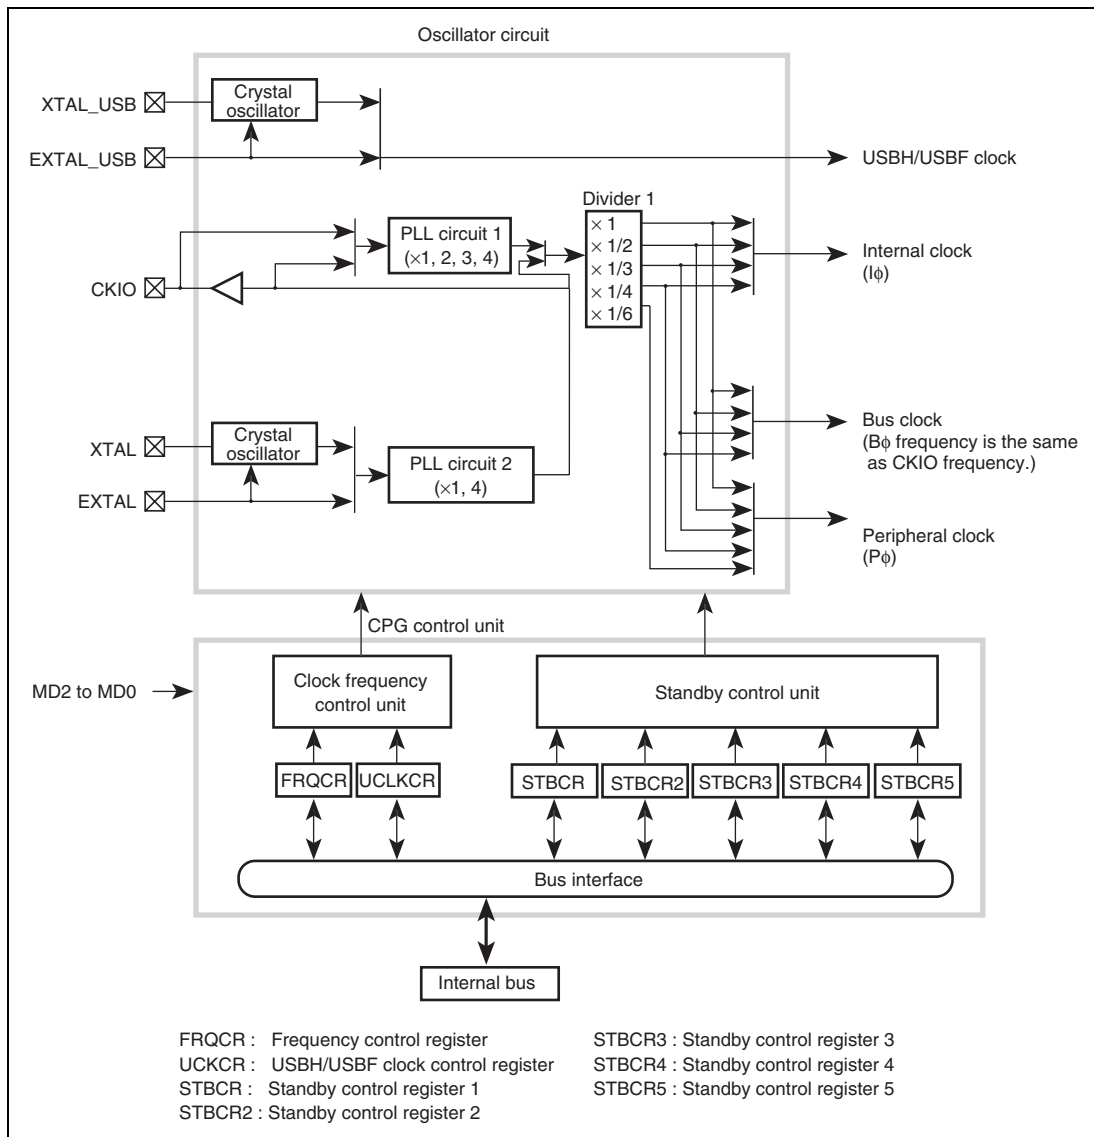 Oscillator circuit
XTAL_USB
Crystal
oscillator
EXTAL_USB
USBH/USBF clock
Divider 1
× 1
× 1/2
× 1/3
× 1/4
× 1/6
PLL circuit 1
(×1, 2, 3, 4)
Internal clock
(Iϕ)
CKIO
Bus clock
(Bϕ frequency is the same
as CKIO frequency.)
XTAL
Crystal
oscillator
PLL circuit 2
(×1, 4)
EXTAL
Peripheral clock
(Pϕ)
CPG control unit
MD2 to MD0
Clock frequency
control unit
Standby control unit
FRQCR
UCLKCR
STBCR
STBCR2
STBCR3
STBCR4
STBCR5
Bus interface
Internal bus
FRQCR : Frequency control register
UCKCR : USBH/USBF clock control register
STBCR : Standby control register 1
STBCR2 : Standby control register 2
STBCR3 : Standby control register 3
STBCR4 : Standby control register 4
STBCR5 : Standby control register 5